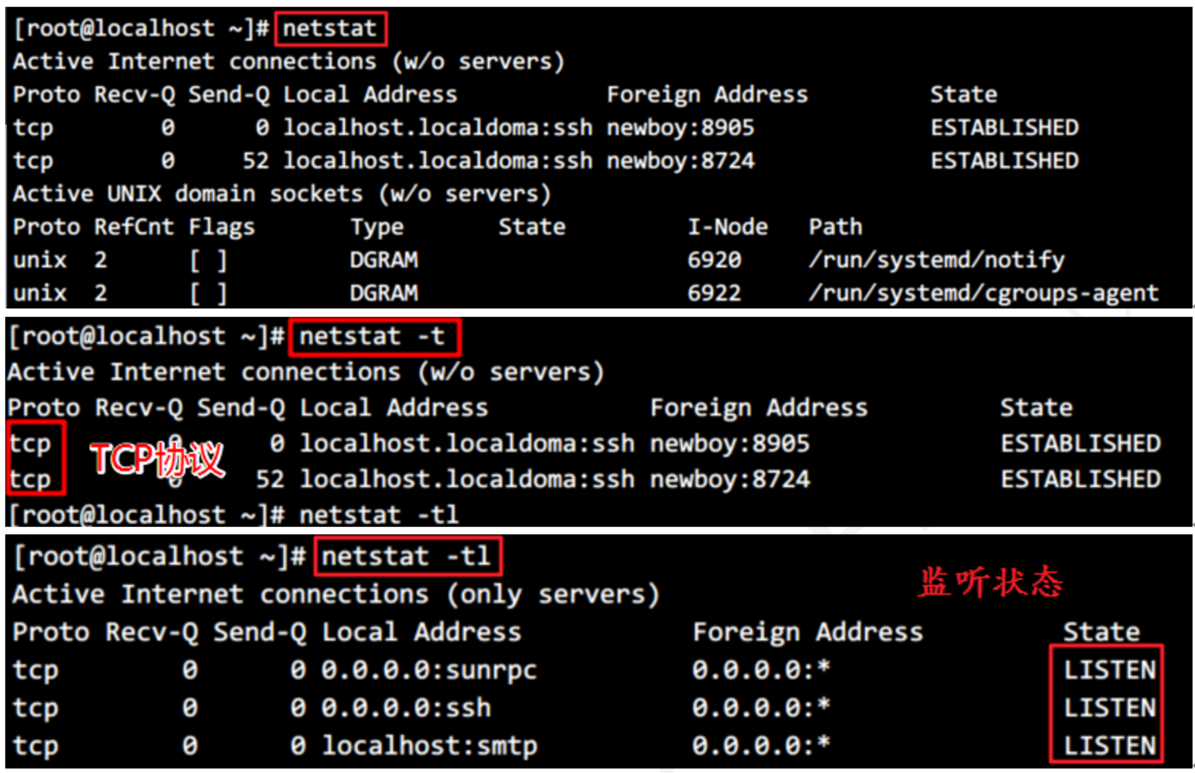 [root@localhost ~]# netstat
Active Internet connections (w/o servers)
Proto Recv-Q Send-Q Local Address Foreign Address State
tcp 0 0 localhost.localdoma:ssh newboy:8905 ESTABLISHED
tcp 0 52 localhost.localdoma:ssh newboy:8724 ESTABLISHED
Active UNIX domain sockets (w/o servers)
Proto RefCnt Flags Type State I-Node Path
unix 2 [ ] DGRAM 6920 /run/systemd/notify
unix 2 [ ] DGRAM 6922 /run/systemd/cgroups-agent
[root@localhost ~]# netstat -t
Active Internet connections (w/o servers)
Proto Recv-Q Send-Q Local Address Foreign Address State
tcp 0 0 localhost.localdoma:ssh newboy:8905 ESTABLISHED
TCP协议
tcp 0 52 localhost.localdoma:ssh newboy:8724 ESTABLISHED
[root@localhost ~]# netstat -tl
[root@localhost ~]# netstat -tl
监听状态
Active Internet connections (only servers)
Proto Recv-Q Send-Q Local Address Foreign Address State
tcp 0 0 0.0.0.0:sunrpc 0.0.0.0:* LISTEN
tcp 0 0 0.0.0.0:ssh 0.0.0.0:* LISTEN
tcp 0 0 localhost:smtp 0.0.0.0:* LISTEN